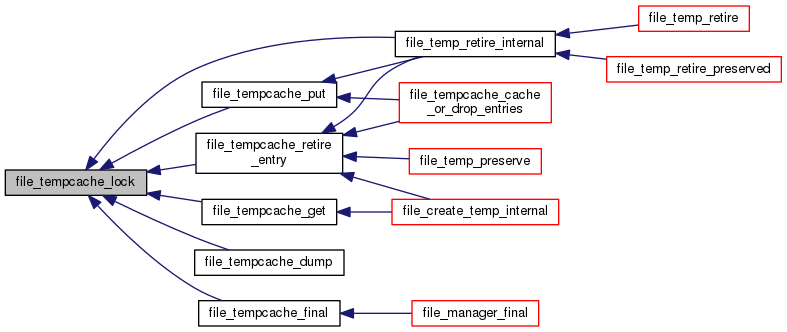 file_temp_retire
file_temp_retire_internal
file_temp_retire_preserved
file_tempcache_put
file_tempcache_cache
_or_drop_entries
file_tempcache_retire
_entry
file_temp_preserve
file_tempcache_lock
file_tempcache_get
file_create_temp_internal
file_tempcache_dump
file_tempcache_final
file_manager_final